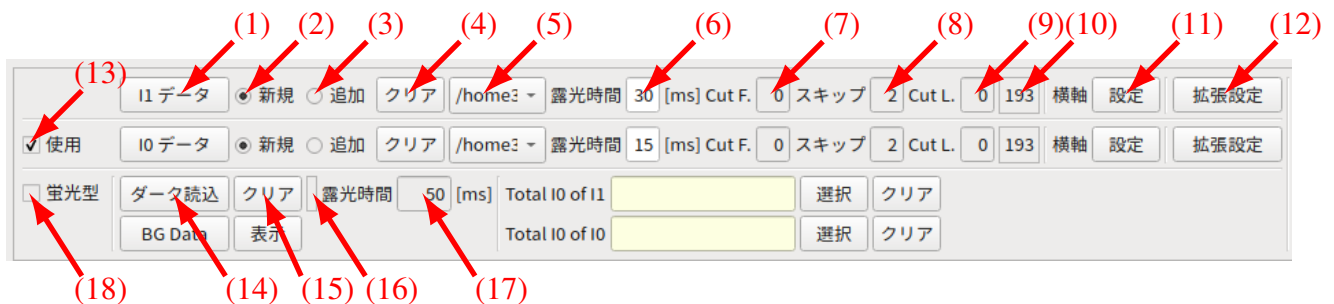 (1) (2) (3) (4) (5) (6) (7) (8) (9)(10) (11) (12)
(13)
I1 データ 新規 追加 クリア /home3 露光時間 30 [ms] Cut F. 0 スキップ 2 Cut L. 0 193 横軸 設定 拡張設定
使用 I0 データ 新規 追加 クリア /home3 露光時間 15 [ms] Cut F. 0 スキップ 2 Cut L. 0 193 横軸 設定 拡張設定
蛍光型 ダータ読込 クリア 露光時間 50 [ms] Total I0 of I1 選択 クリア
BG Data 表示 Total I0 of I0 選択 クリア
(18) (14) (15) (16) (17)